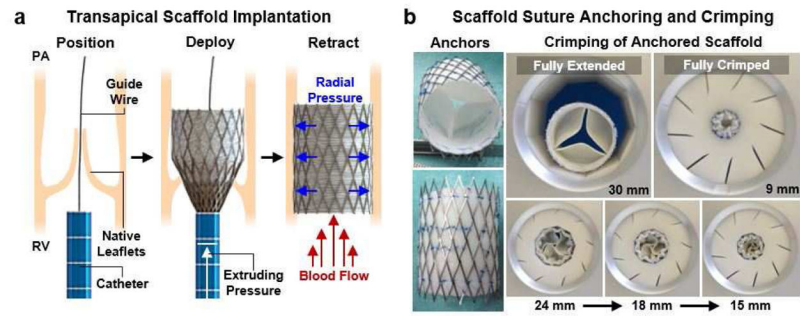 a
Transapical Scaffold Implantation
Position
Deploy
Retract
PA
Guide
Wire
Radial
Pressure
RV
Native
Leaflets
Catheter
Extruding
Pressure
Blood Flow
b
Scaffold Suture Anchoring and Crimping
Anchors
Crimping of Anchored Scaffold
Fully Extended
Fully Crimped
30 mm
9 mm
24 mm
18 mm
15 mm